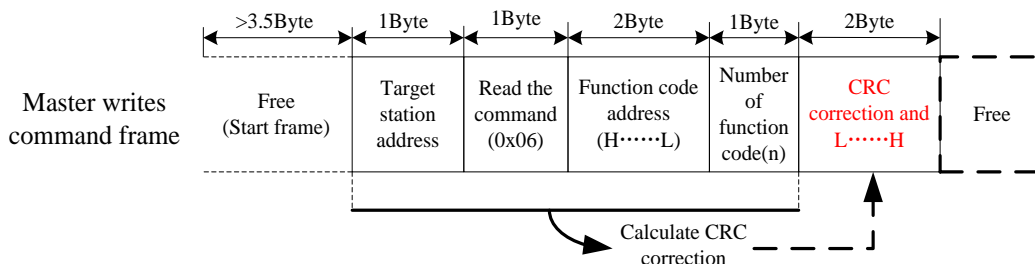 >3.5Byte 1Byte 1Byte 2Byte 1Byte 2Byte
Master writes
command frame
Free
(Start frame)
Target
station
address
Read the
command
(0x06)
Function code
address
(H······L)
Number
of
function
code(n)
CRC
correction and
L······H
Free
Calculate CRC
correction